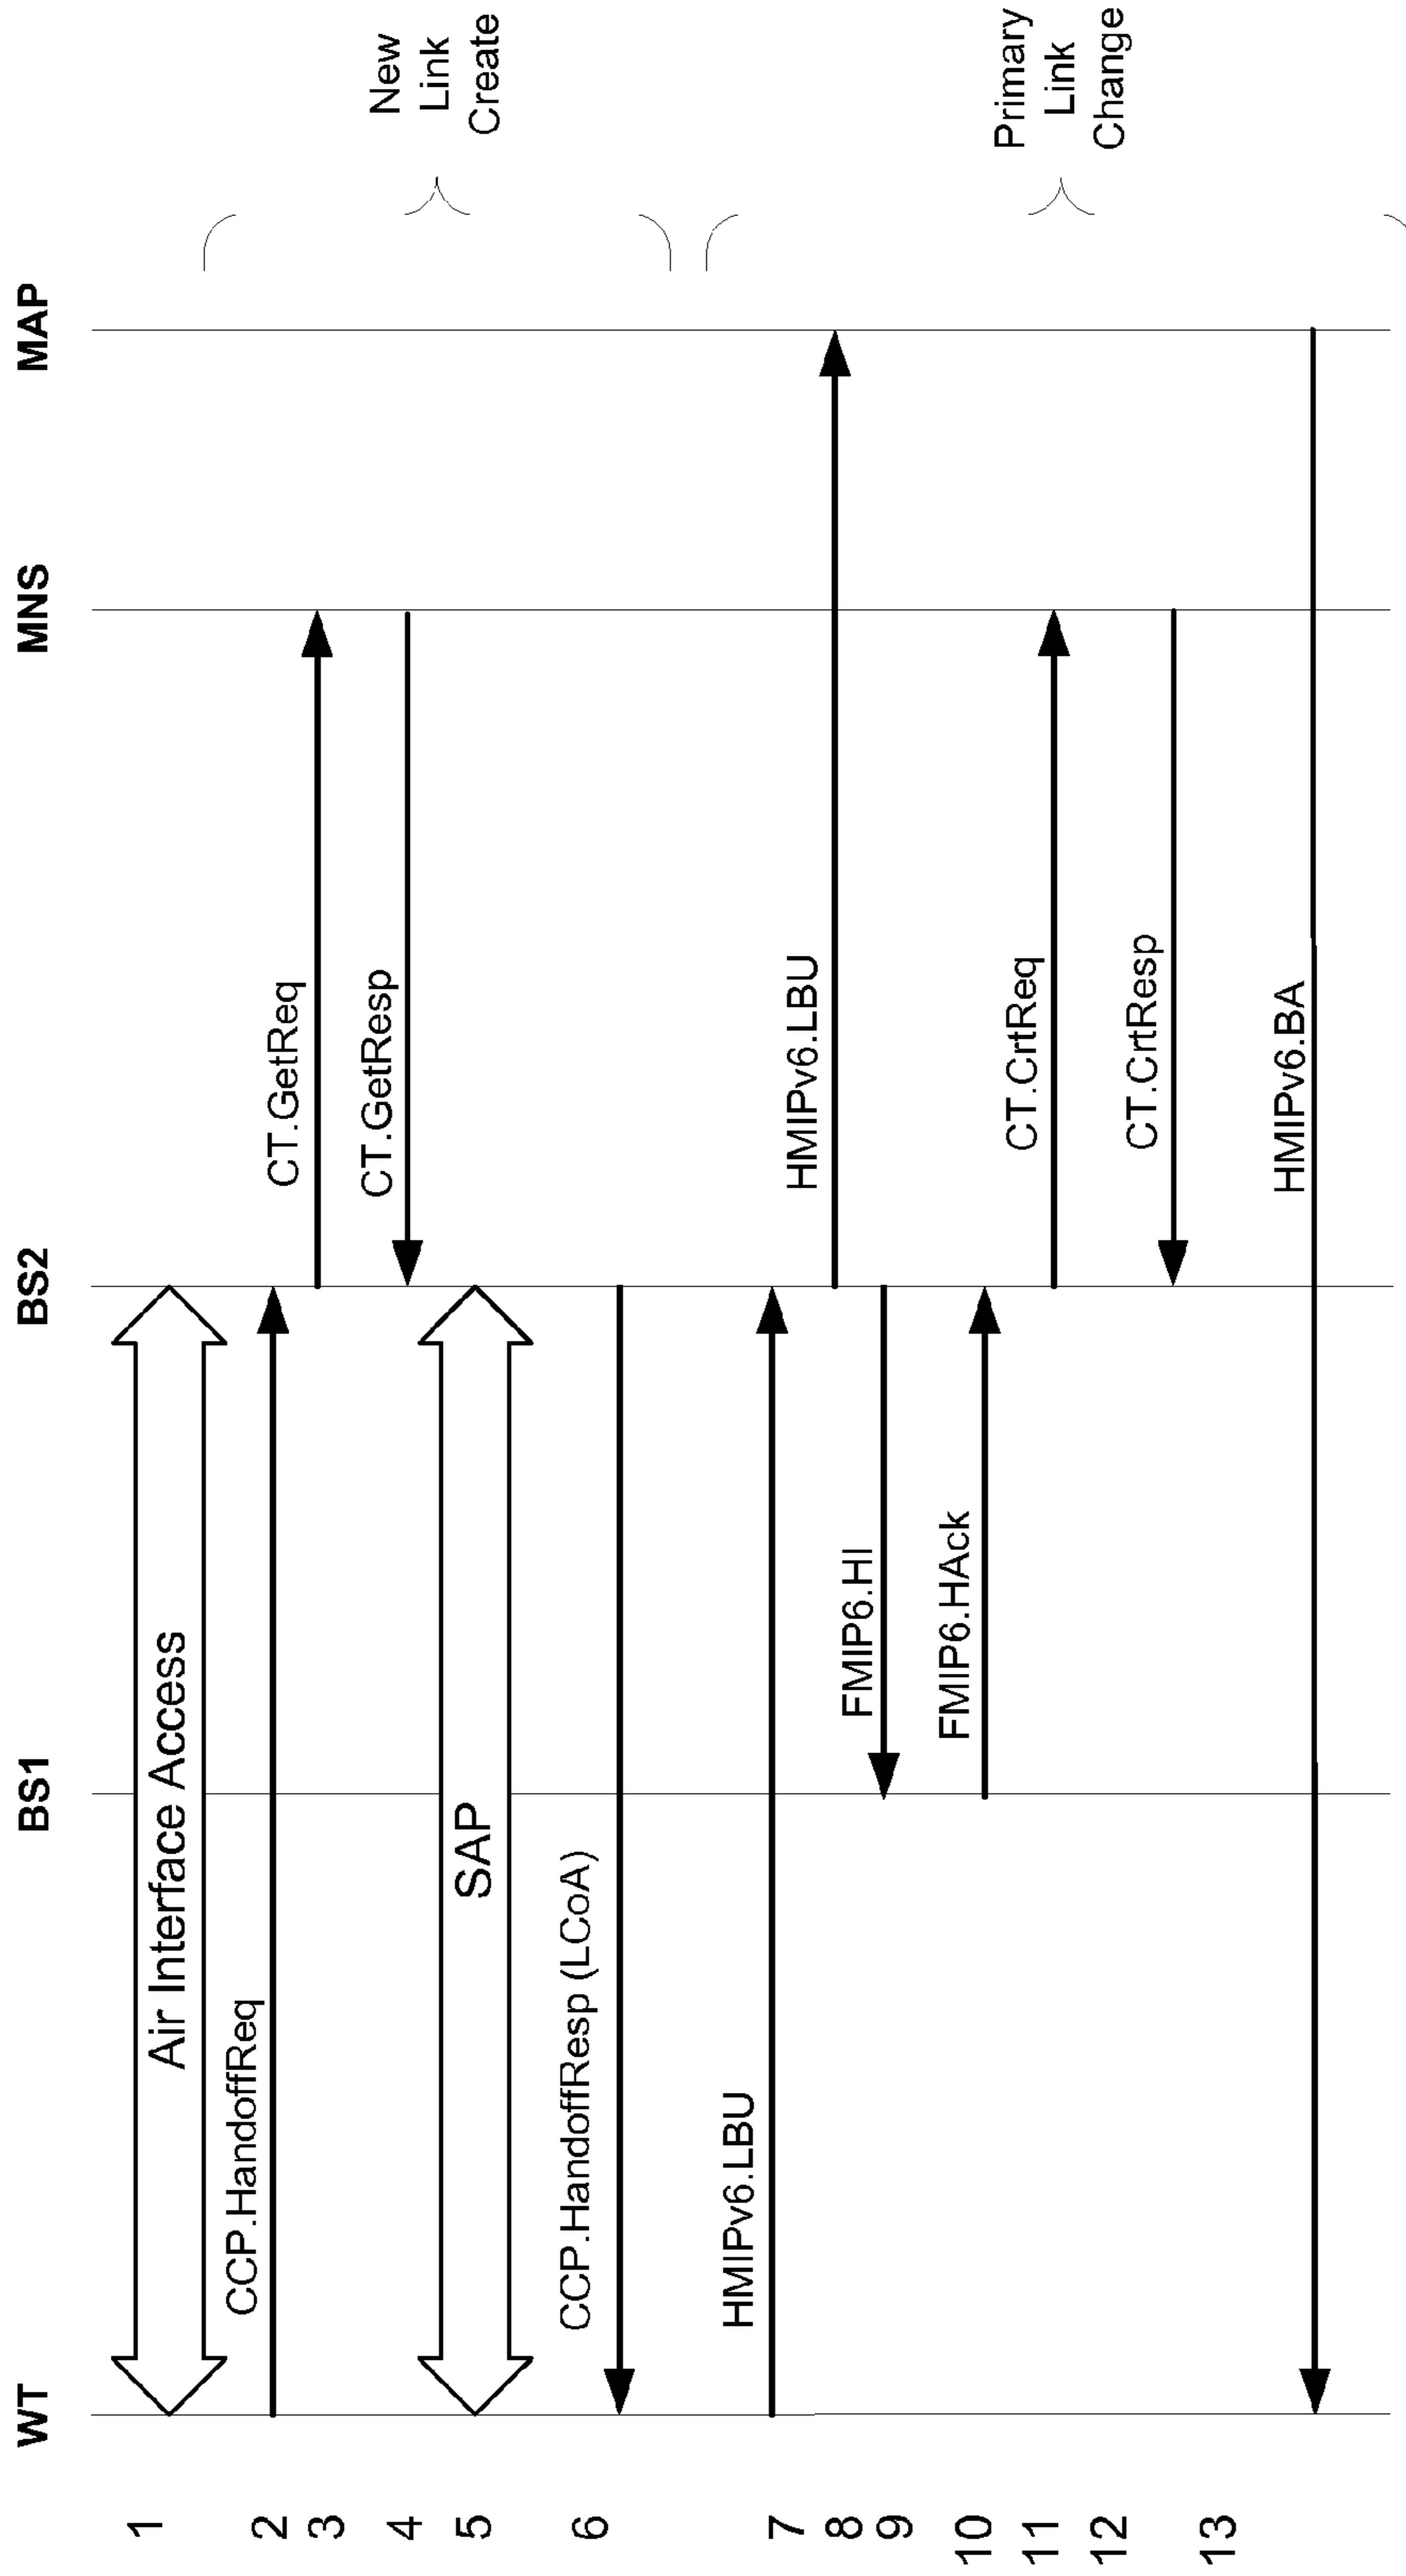 WT
BS1
BS2
MNS
MAP
1
Air Interface Access
2
CCP.HandoffReq
3
CT.GetReq
4
CT.GetResp
5
SAP
6
CCP.HandoffResp (LCoA)
New
Link
Create
7
HMIPv6.LBU
8
HMIPv6.LBU
9
FMIP6.HI
10
FMIP6.HAck
11
CT.CrtReq
12
CT.CrtResp
13
HMIPv6.BA
Primary
Link
Change